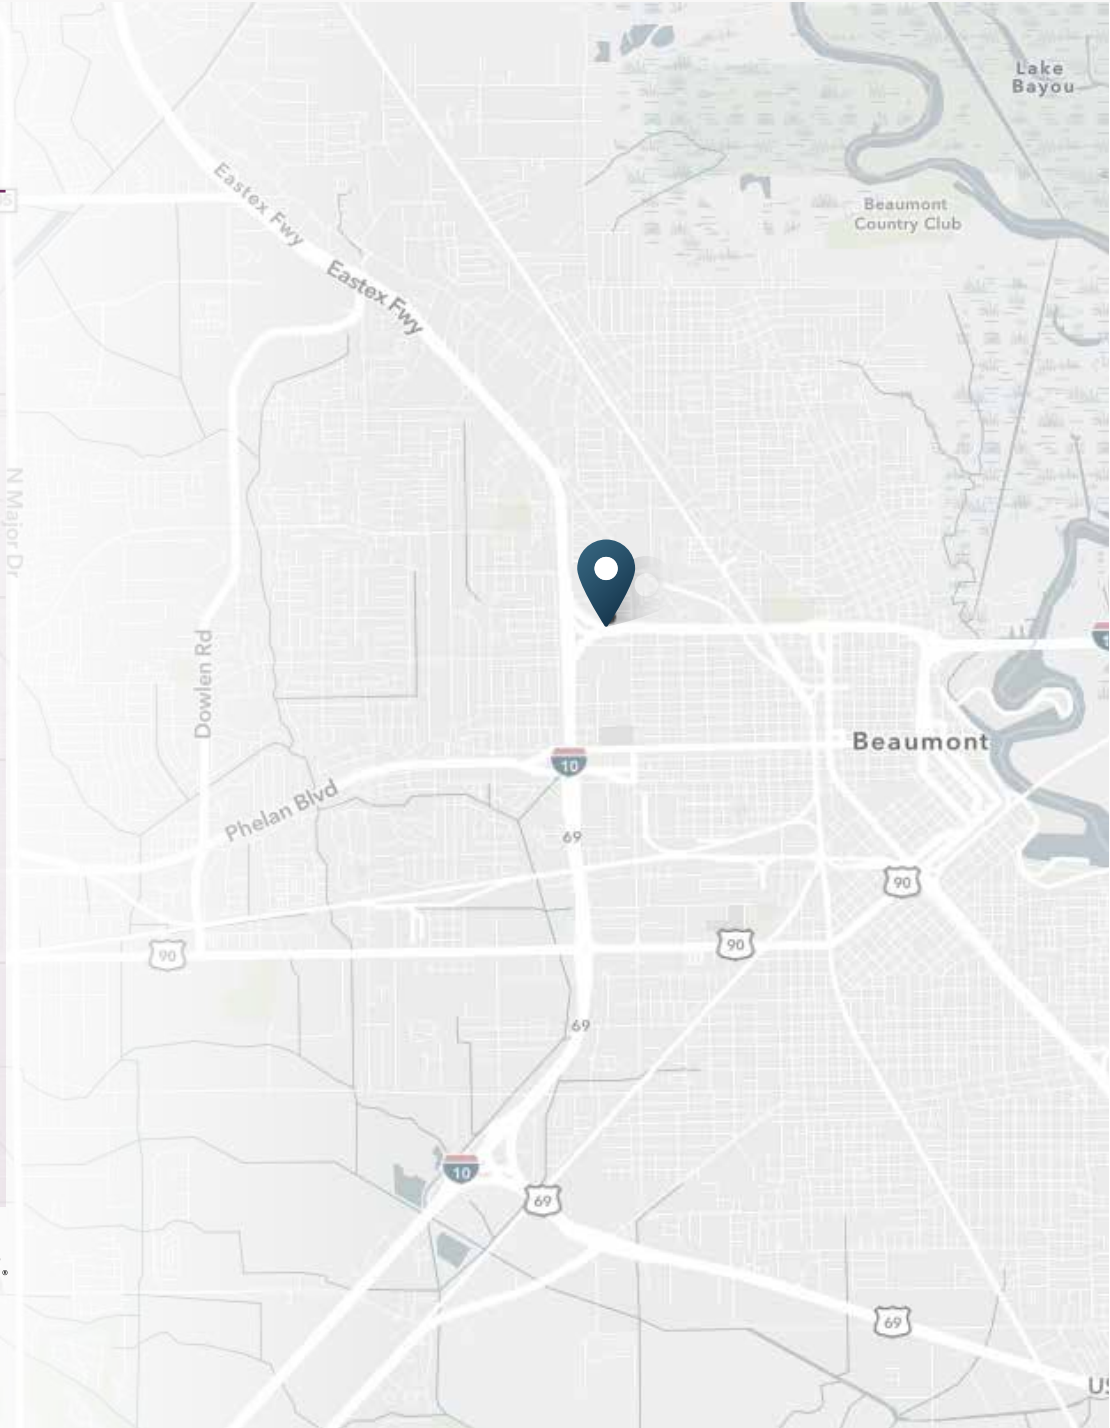 Lake
Bayou
Eastex Fwy
Beaumont
Country Club
Eastex Fwy
N Major Dr
Dowlen Rd
Beaumont
10
Phelan Blvd
69
90
90
90
69
10
69
69
®